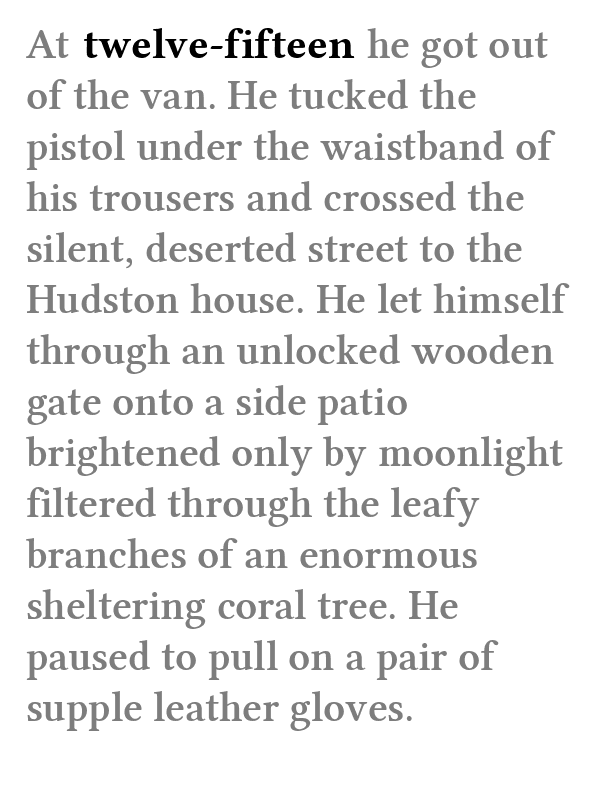 At twelve-fifteen he got out
of the van. He tucked the
pistol under the waistband of
his trousers and crossed the
silent, deserted street to the
Hudston house. He let himself
through an unlocked wooden
gate onto a side patio
brightened only by moonlight
filtered through the leafy
branches of an enormous
sheltering coral tree. He
paused to pull on a pair of
supple leather gloves.